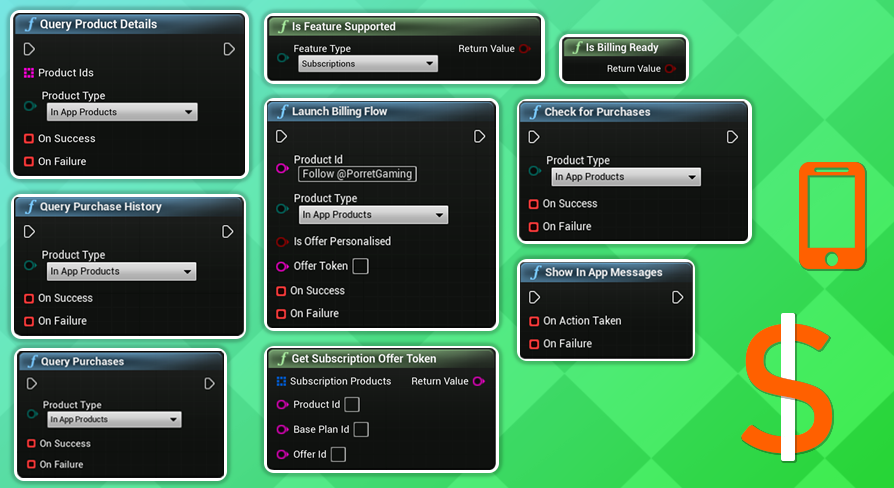 Query Product Details
Product Ids
Product Type
In App Products
On Success
On Failure
Query Purchase History
Product Type
In App Products
On Success
On Failure
Query Purchases
Product Type
In App Products
On Success
On Failure
Is Feature Supported
Feature Type
Return Value
Subscriptions
Is Billing Ready
Return Value
Launch Billing Flow
Product Id
Follow @PorretGaming
Product Type
In App Products
Is Offer Personalised
Offer Token
On Success
On Failure
Get Subscription Offer Token
Subscription Products Return Value
Product Id
Base Plan Id
Offer Id
Check for Purchases
Product Type
In App Products
On Success
On Failure
Show In App Messages
On Action Taken
On Failure
$